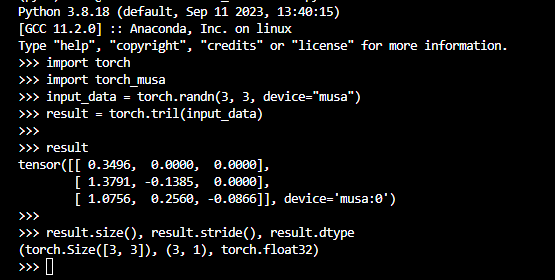 Python 3.8.18 (default, Sep 11 2023, 13:40:15)
[GCC 11.2.0] :: Anaconda, Inc. on linux
Type "help", "copyright", "credits" or "license" for more information.
>>> import torch
>>> import torch_musa
>>> input_data = torch.randn(3, 3, device="musa")
>>> result = torch.tril(input_data)
>>>
>>> result
tensor([[ 0.3496,  0.0000,  0.0000],
        [ 1.3791, -0.1385,  0.0000],
        [ 1.0756,  0.2560, -0.0866]], device='musa:0')
>>>
>>> result.size(), result.stride(), result.dtype
(torch.Size([3, 3]), (3, 1), torch.float32)
>>>